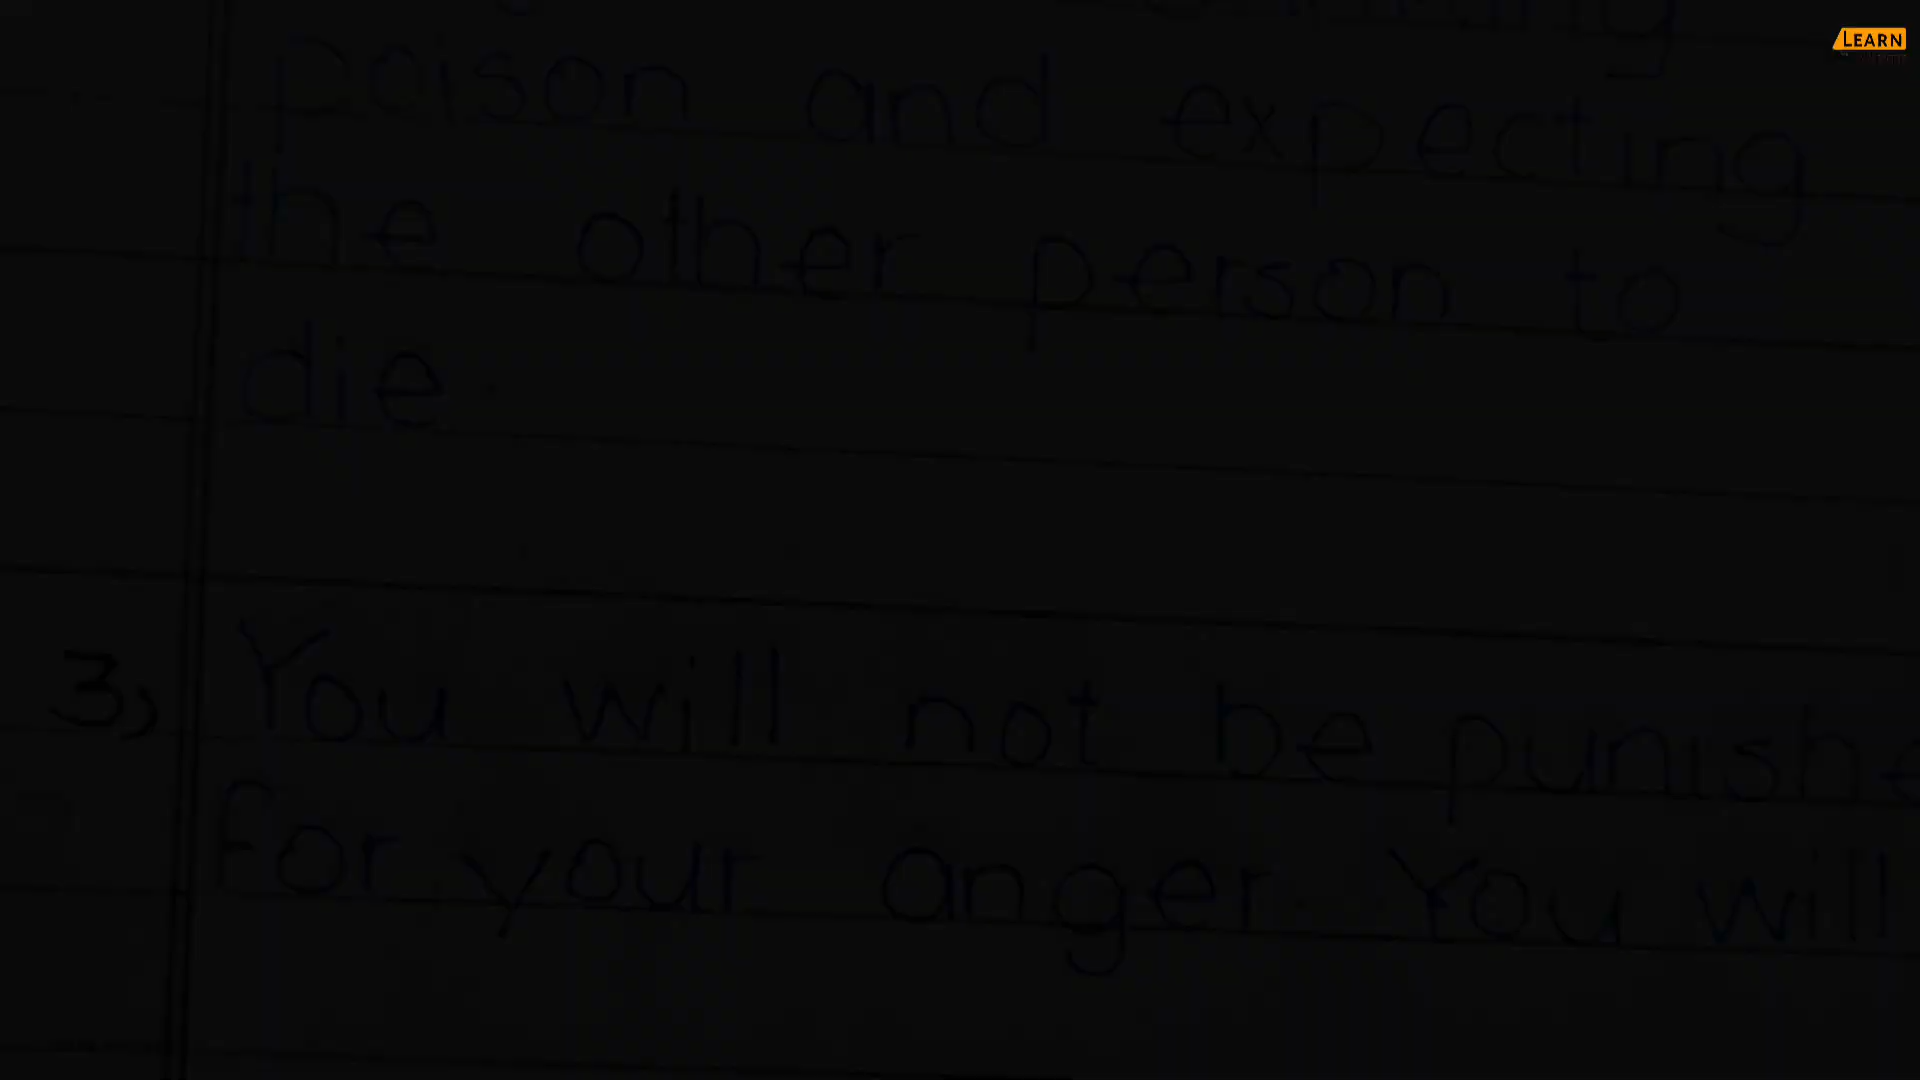 LEARN
poison and expecting
the other person to
die
3) You will not be punishe
for your anger You will